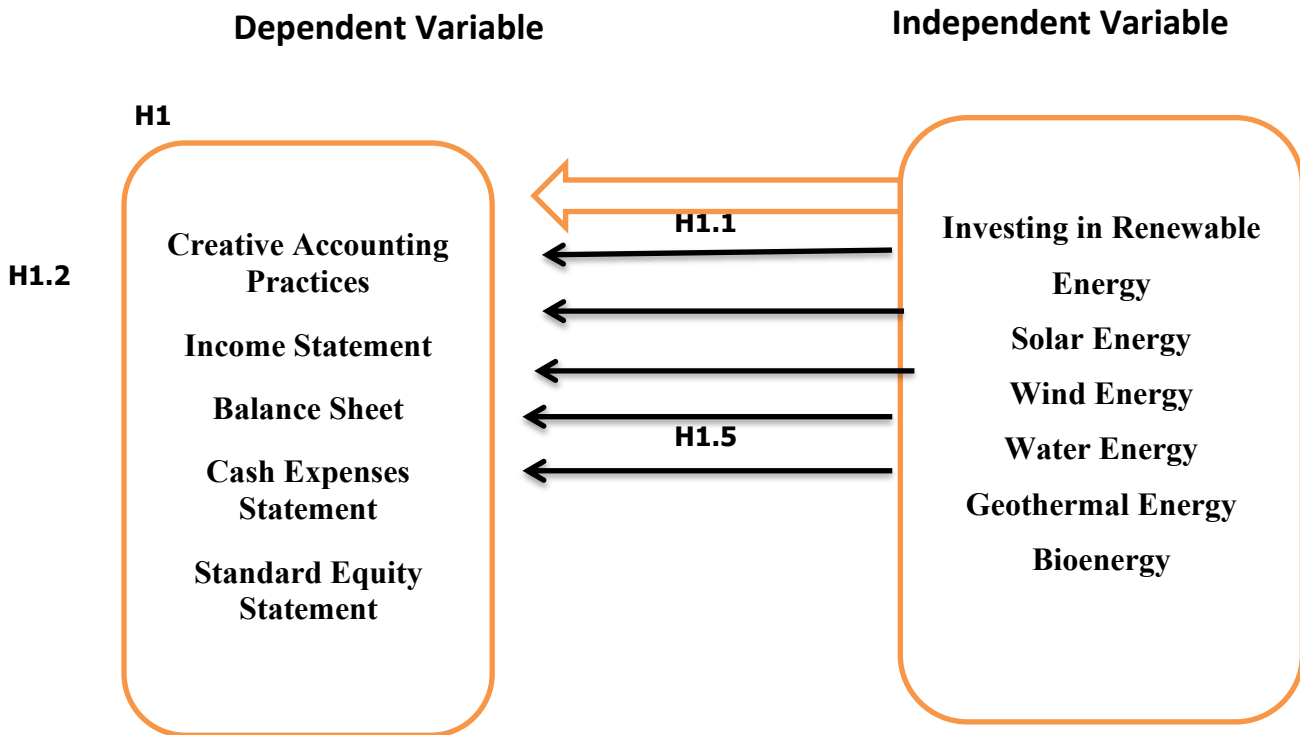 Dependent Variable
Independent Variable
H1
H1.2
Creative Accounting
Practices
Income Statement
Balance Sheet
Cash Expenses
Statement
Standard Equity
Statement
H1.1
H1.5
Investing in Renewable
Energy
Solar Energy
Wind Energy
Water Energy
Geothermal Energy
Bioenergy